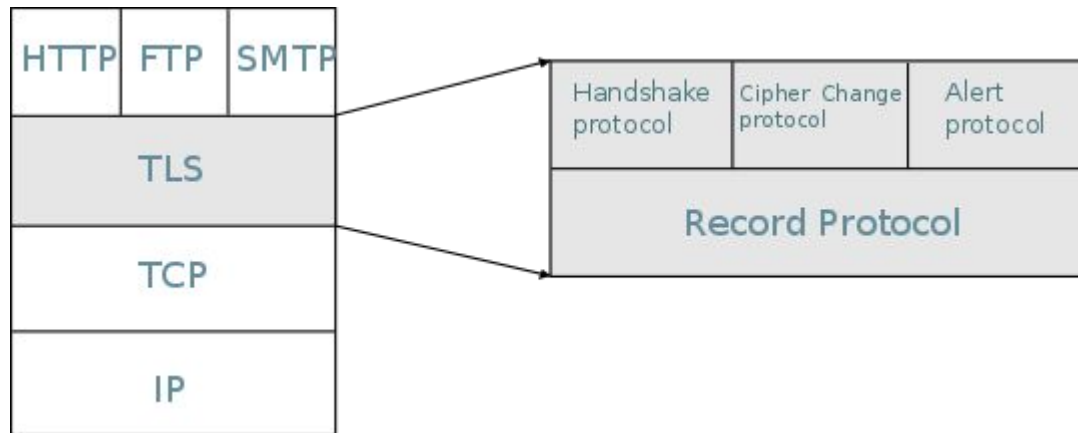 HTTP FTP SMTP
TLS
TCP
IP
Handshake
protocol
Cipher Change
protocol
Alert
protocol
Record Protocol